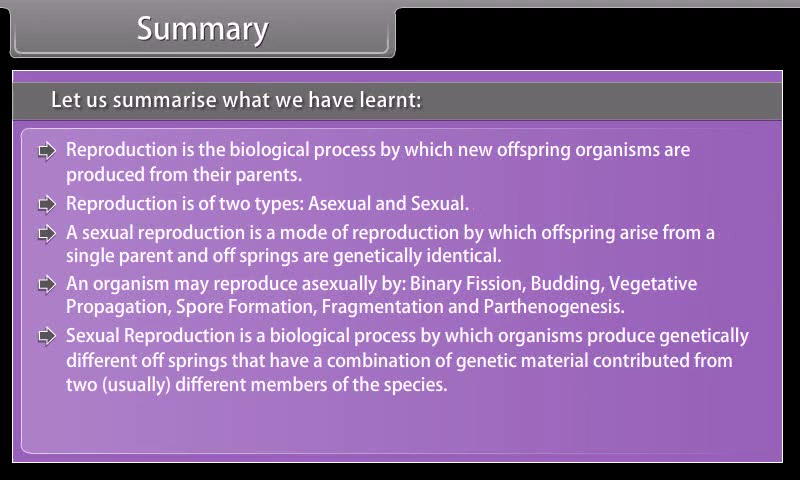 Summary
Let us summarise what we have learnt:
Reproduction is the biological process by which new offspring organisms are
produced from their parents.
Reproduction is of two types: Asexual and Sexual.
A sexual reproduction is a mode of reproduction by which offspring arise from a
single parent and off springs are genetically identical.
An organism may reproduce asexually by: Binary Fission, Budding, Vegetative
Propagation, Spore Formation, Fragmentation and Parthenogenesis.
Sexual Reproduction is a biological process by which organisms produce genetically
different off springs that have a combination of genetic material contributed from
two (usually) different members of the species.